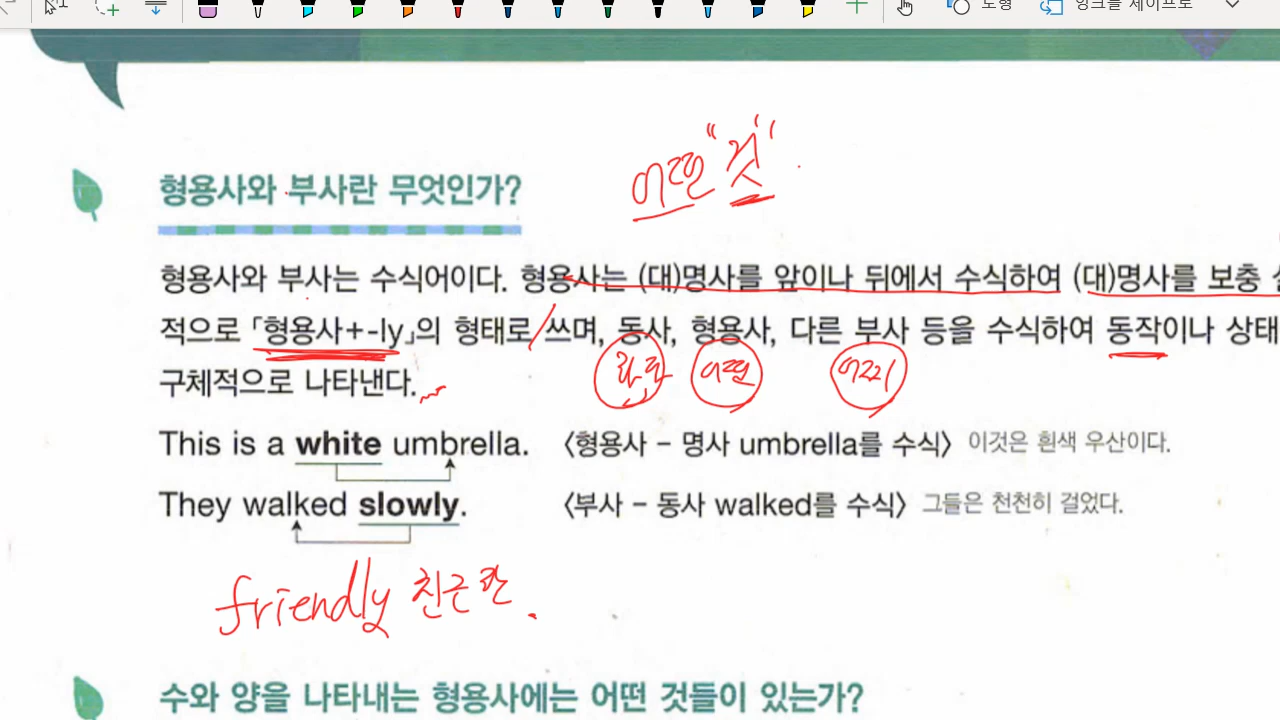 도형
잉크를 셰이프로
어떤 "것"
형용사와 부사란 무엇인가?
형용사와 부사는 수식어이다. 형용사는 (대)명사를 앞이나 뒤에서 수식하여 (대)명사를 보충
적으로 「형용사+-ly」의 형태로 쓰며, 동사, 형용사, 다른 부사 등을 수식하여 동작이나 상태
어떤
구체적으로 나타낸다.
This is a white umbrella. 〈형용사 - 명사 umbrella를 수식〉 이것은 흰색 우산이다.
They walked slowly. 〈부사 - 동사 walked를 수식〉 그들은 천천히 걸었다.
friendly 친근한.
수와 양을 나타내는 형용사에는 어떤 것들이 있는가?